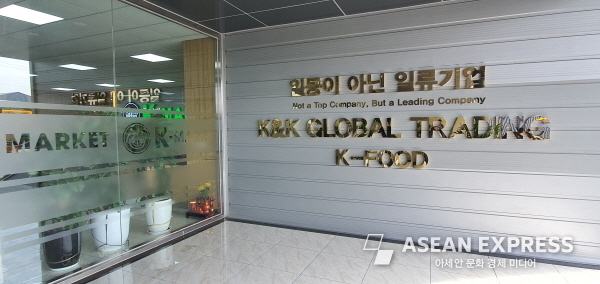 일등이 아닌 일류기업
Not a Top Company, But a Leading Company
K&K GLOBAL TRADING
K-FOOD
MARKET K-M
ASEAN EXPRESS
아세안 문화 경제 미디어